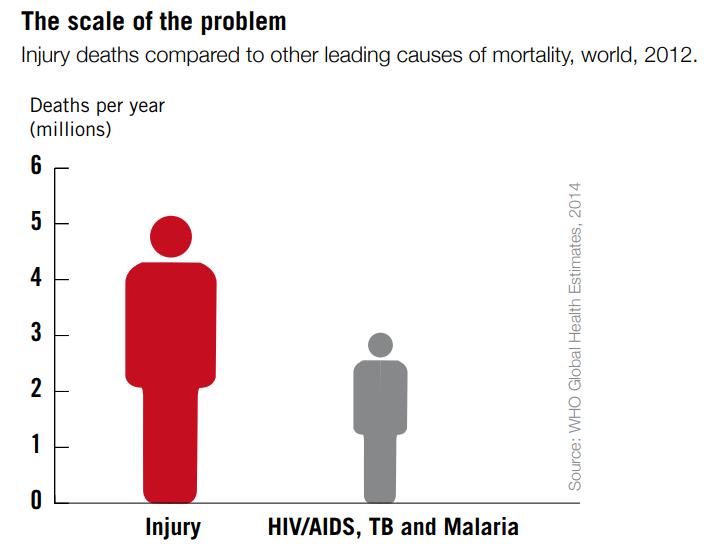 The scale of the problem
Injury deaths compared to other leading causes of mortality, world, 2012.
Deaths per year
(millions)
6
5
4
3
2
1
0
Injury
HIV/AIDS, TB and Malaria
Source: WHO Global Health Estimates, 2014